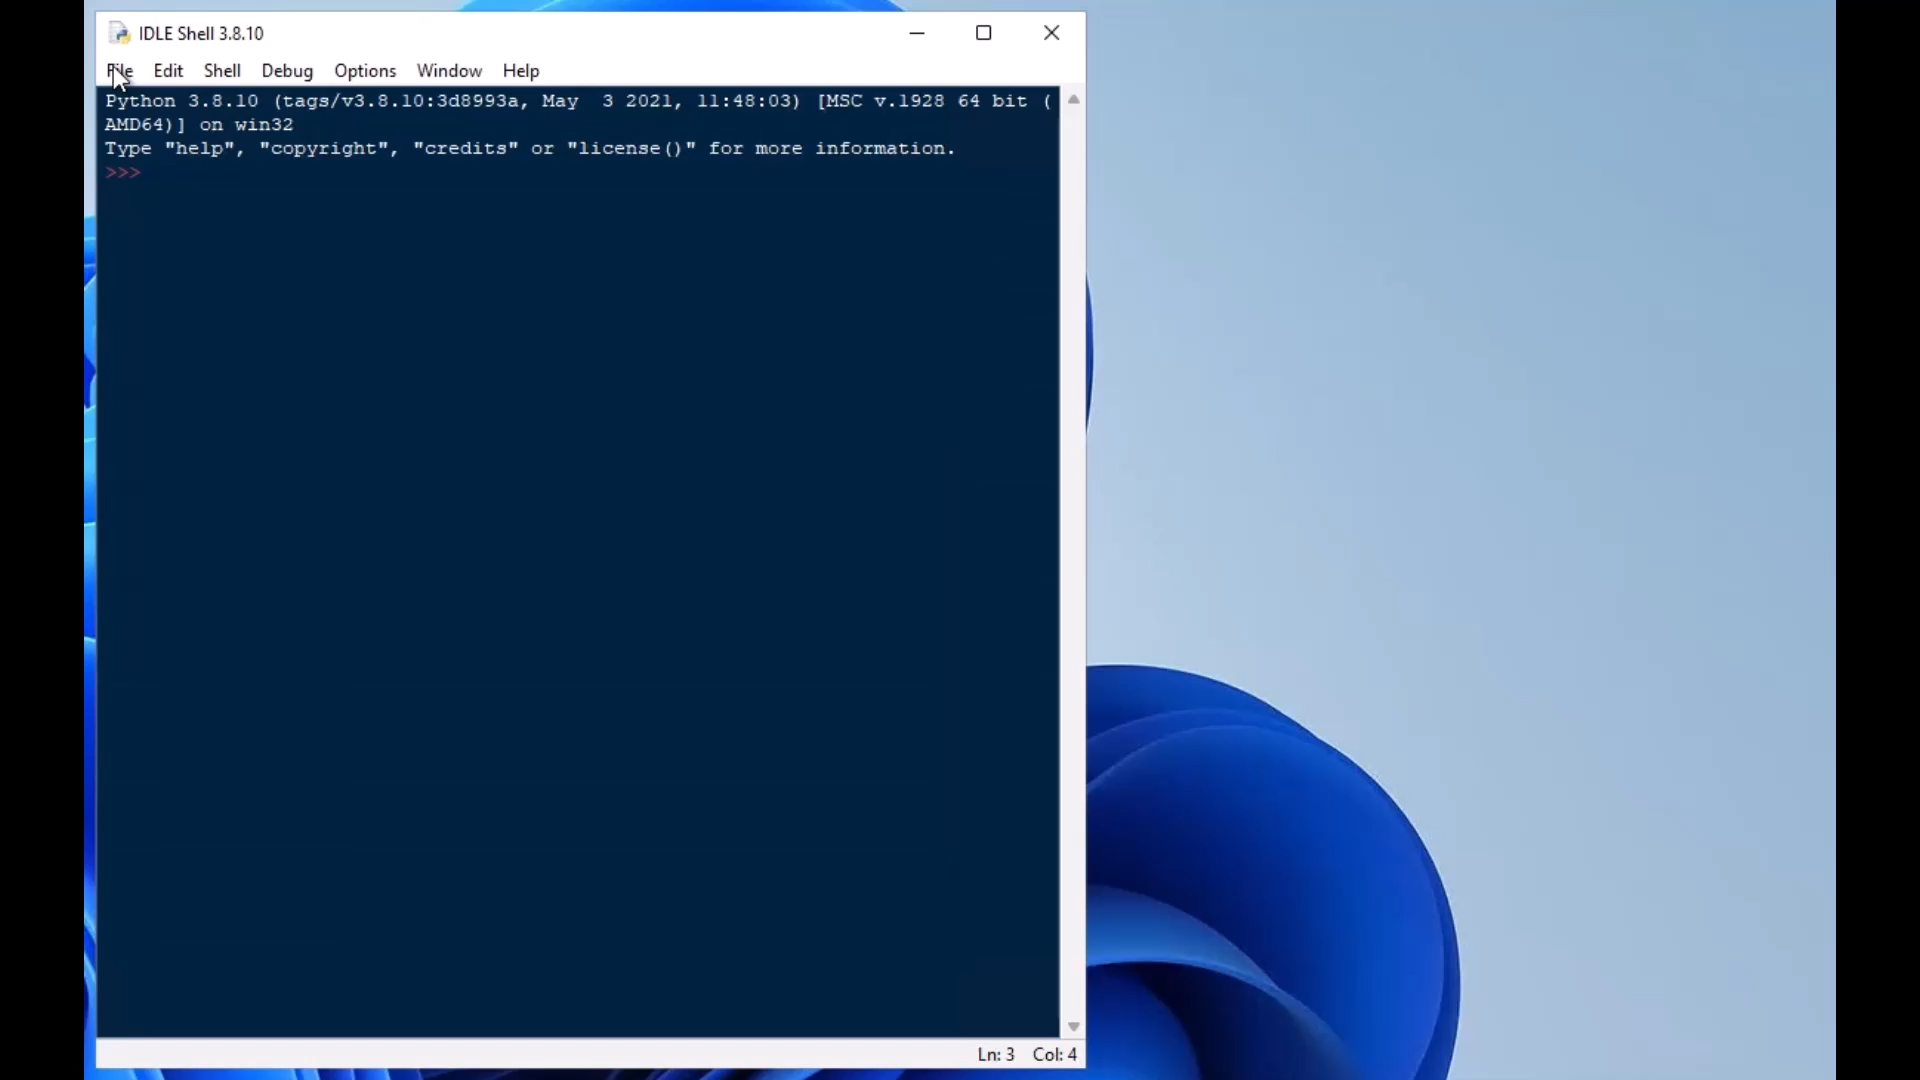 IDLE Shell 3.8.10
File Edit Shell Debug Options Window Help
Python 3.8.10 (tags/v3.8.10:3d8993a, May  3 2021, 11:48:03) [MSC v.1928 64 bit (
AMD64)] on win32
Type "help", "copyright", "credits" or "license()" for more information.
>>>
Ln: 3 Col: 4